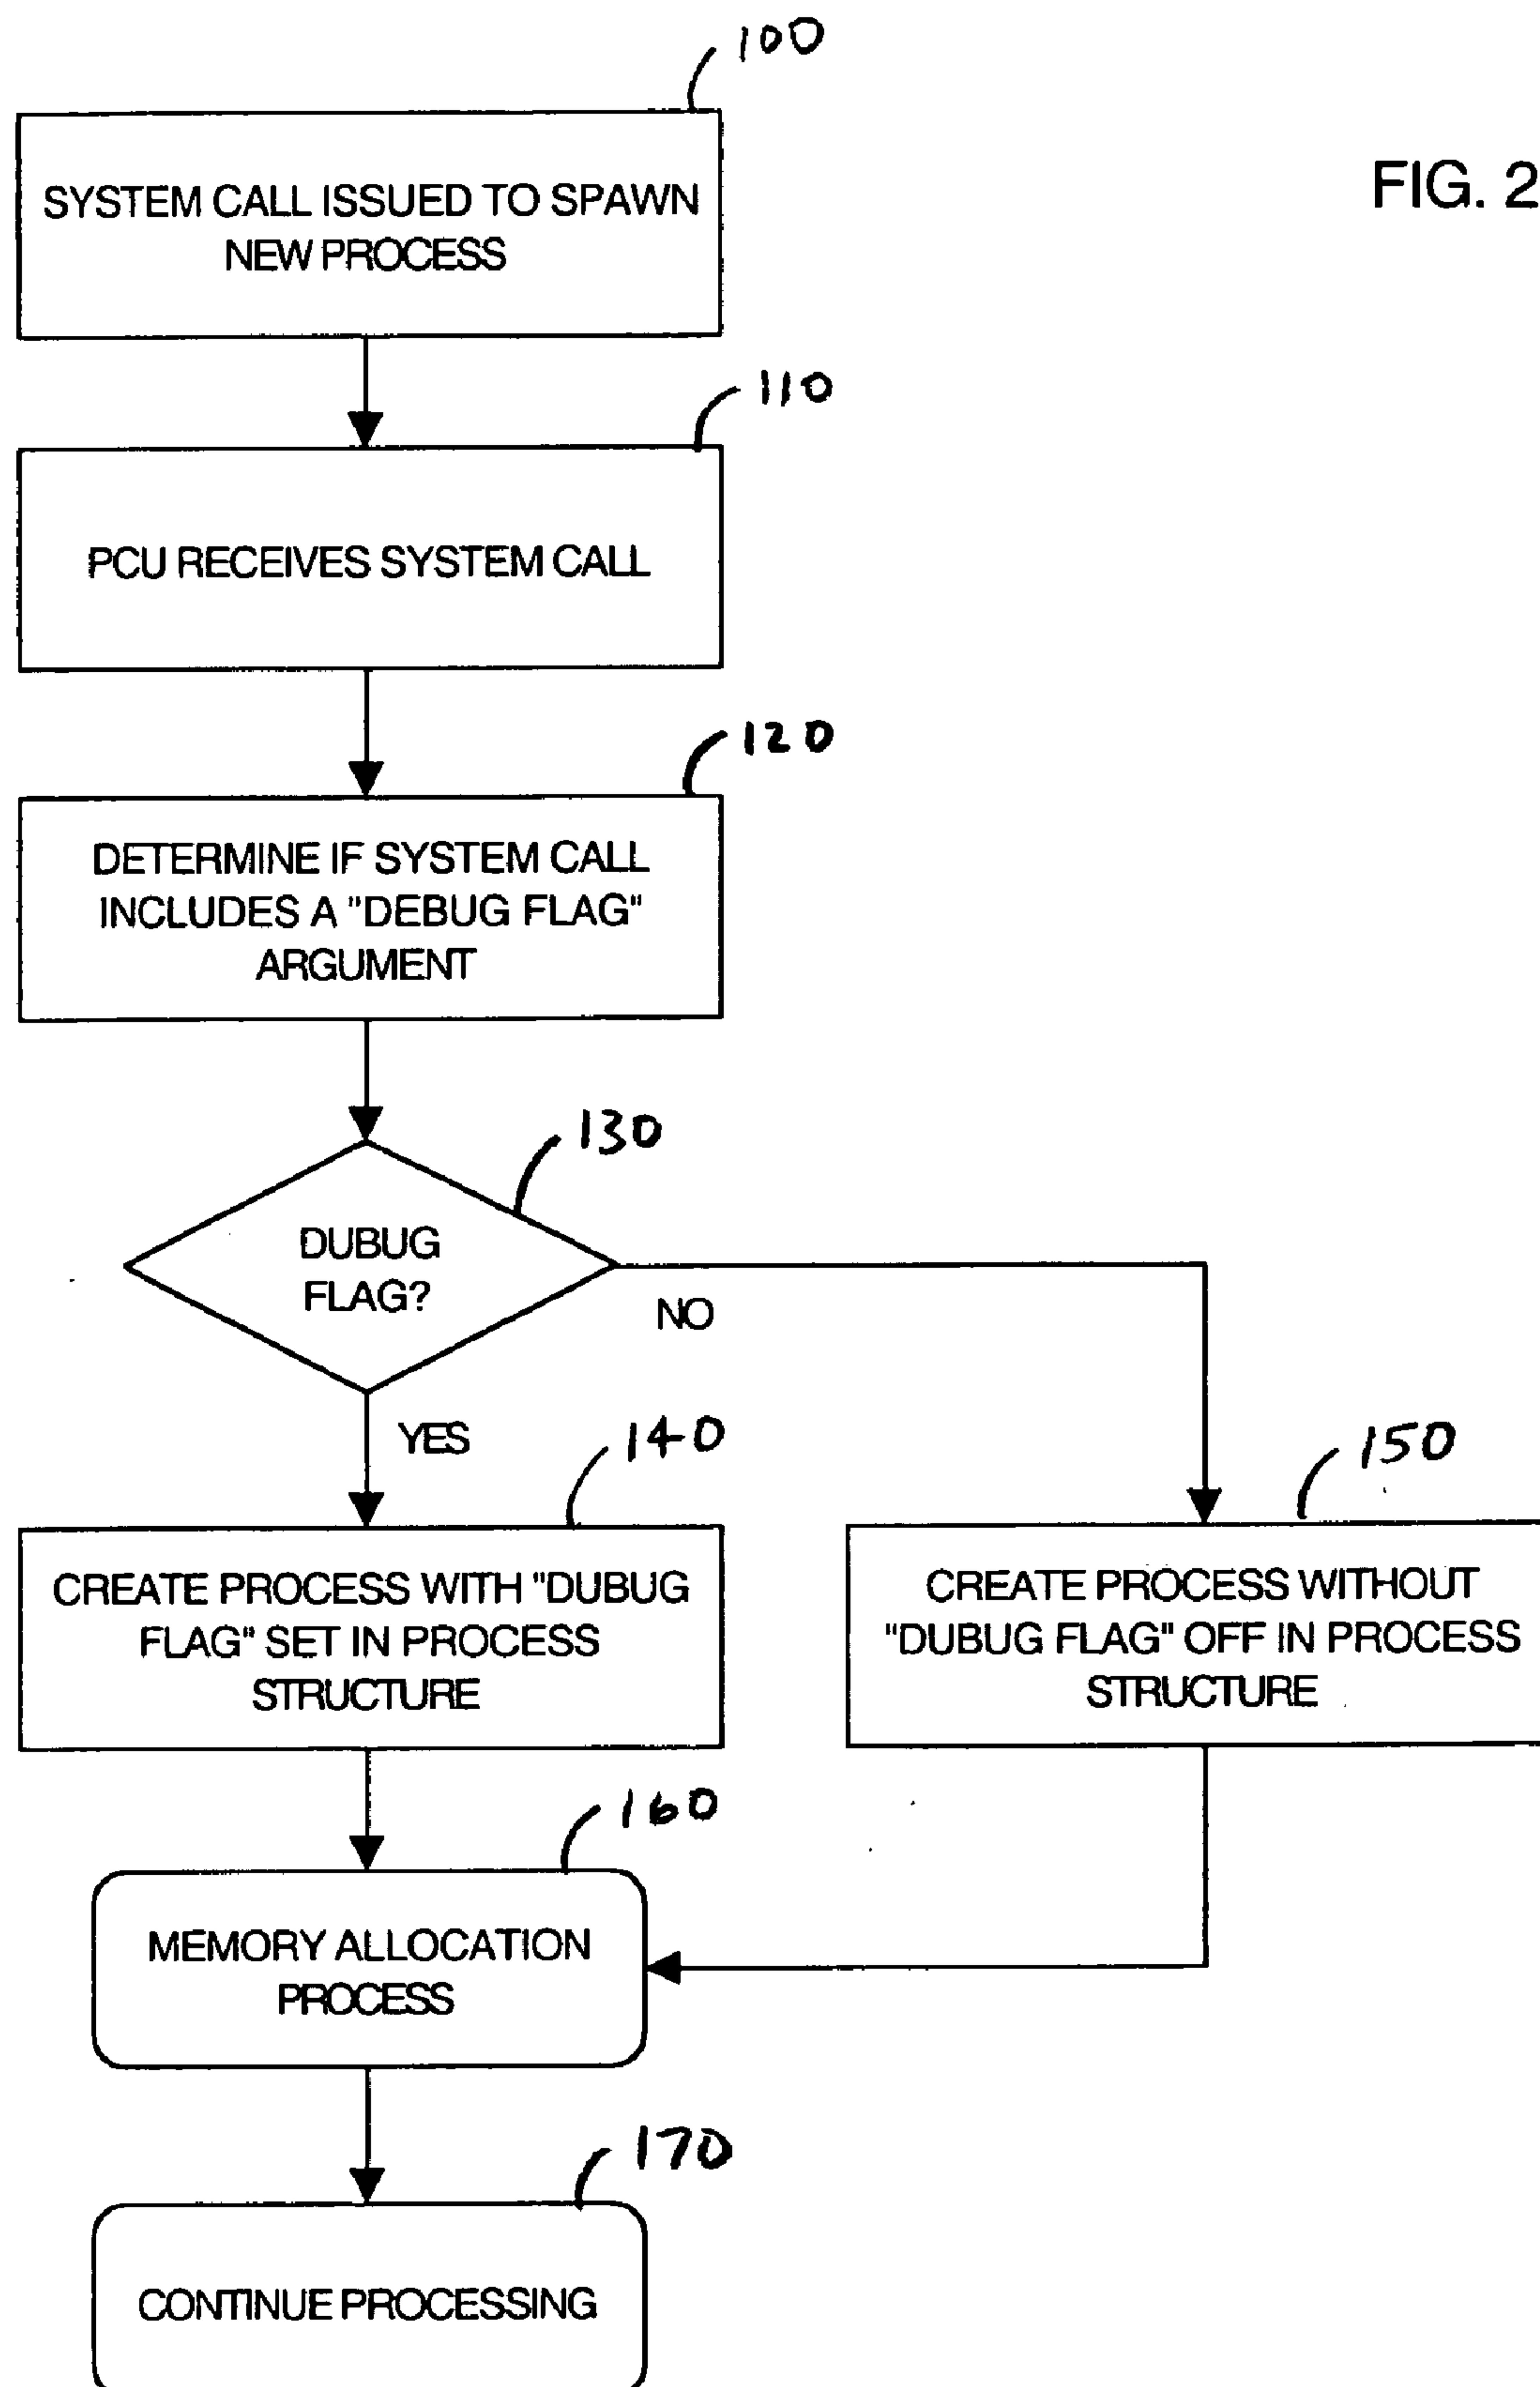 100
FIG. 2
SYSTEM CALL ISSUED TO SPAWN
NEW PROCESS
110
PCU RECEIVES SYSTEM CALL
120
DETERMINE IF SYSTEM CALL
INCLUDES A "DEBUG FLAG"
ARGUMENT
130
DUBUG
FLAG?
NO
YES
140
150
CREATE PROCESS WITH "DUBUG
FLAG" SET IN PROCESS
STRUCTURE
CREATE PROCESS WITHOUT
"DUBUG FLAG" OFF IN PROCESS
STRUCTURE
160
MEMORY ALLOCATION
PROCESS
170
CONTINUE PROCESSING